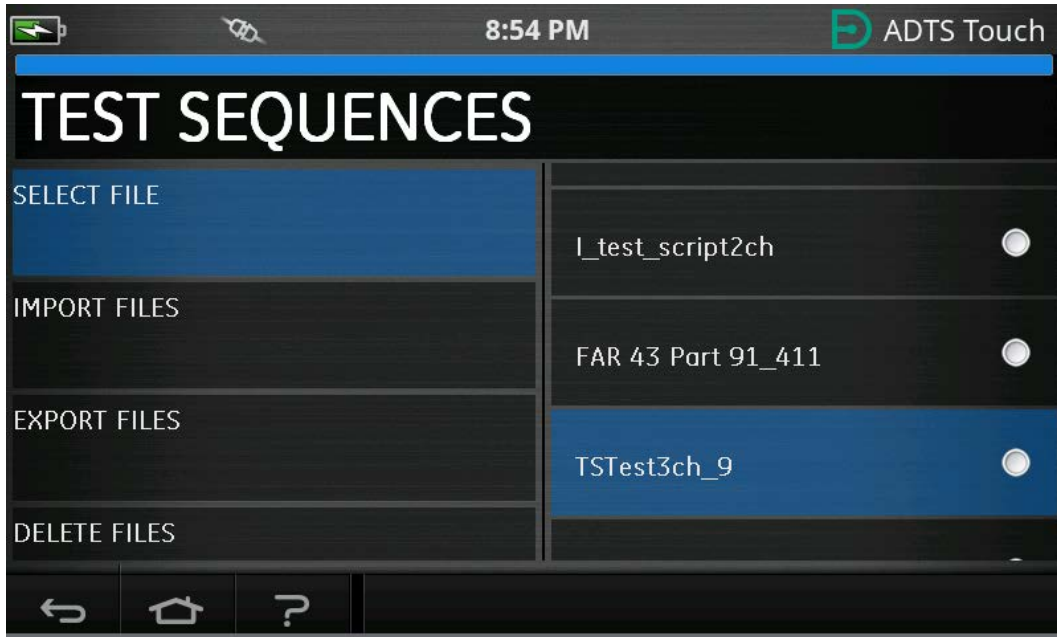 8:54 PM
ADTS Touch
TEST SEQUENCES
SELECT FILE
IMPORT FILES
EXPORT FILES
DELETE FILES
I_test_script2ch
FAR 43 Part 91_411
TSTest3ch_9
?